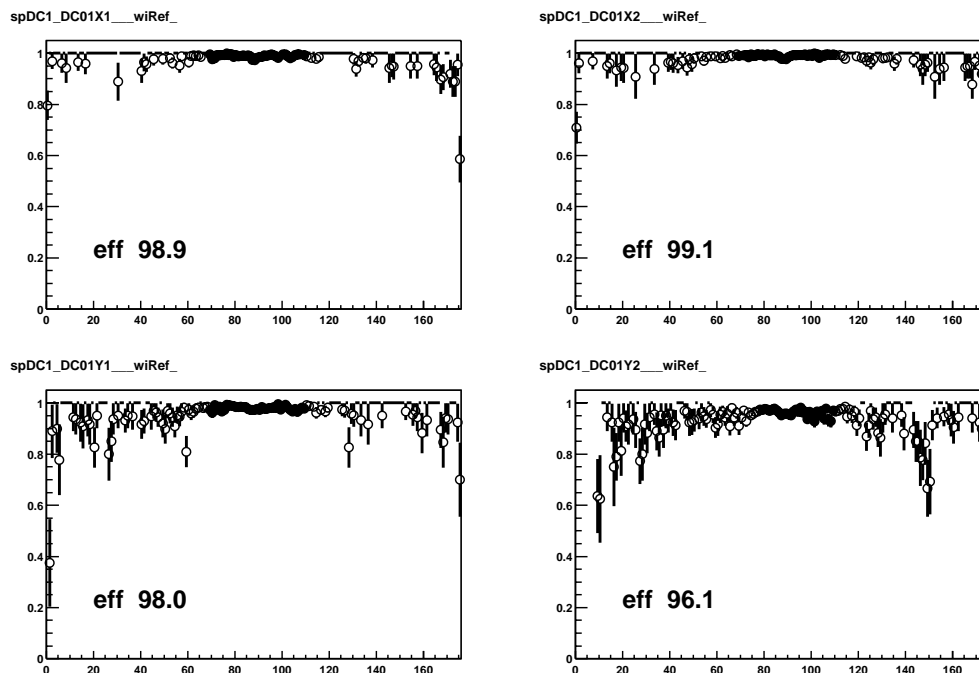 spDC1_DC01X1___wiRef_
1
0.8
0.6
0.4
0.2
0
eff 98.9
0 20 40 60 80 100 120 140 160
spDC1_DC01X2___wiRef_
1
0.8
0.6
0.4
0.2
0
eff 99.1
0 20 40 60 80 100 120 140 160
spDC1_DC01Y1___wiRef_
1
0.8
0.6
0.4
0.2
0
eff 98.0
0 20 40 60 80 100 120 140 160
spDC1_DC01Y2___wiRef_
1
0.8
0.6
0.4
0.2
0
eff 96.1
0 20 40 60 80 100 120 140 160